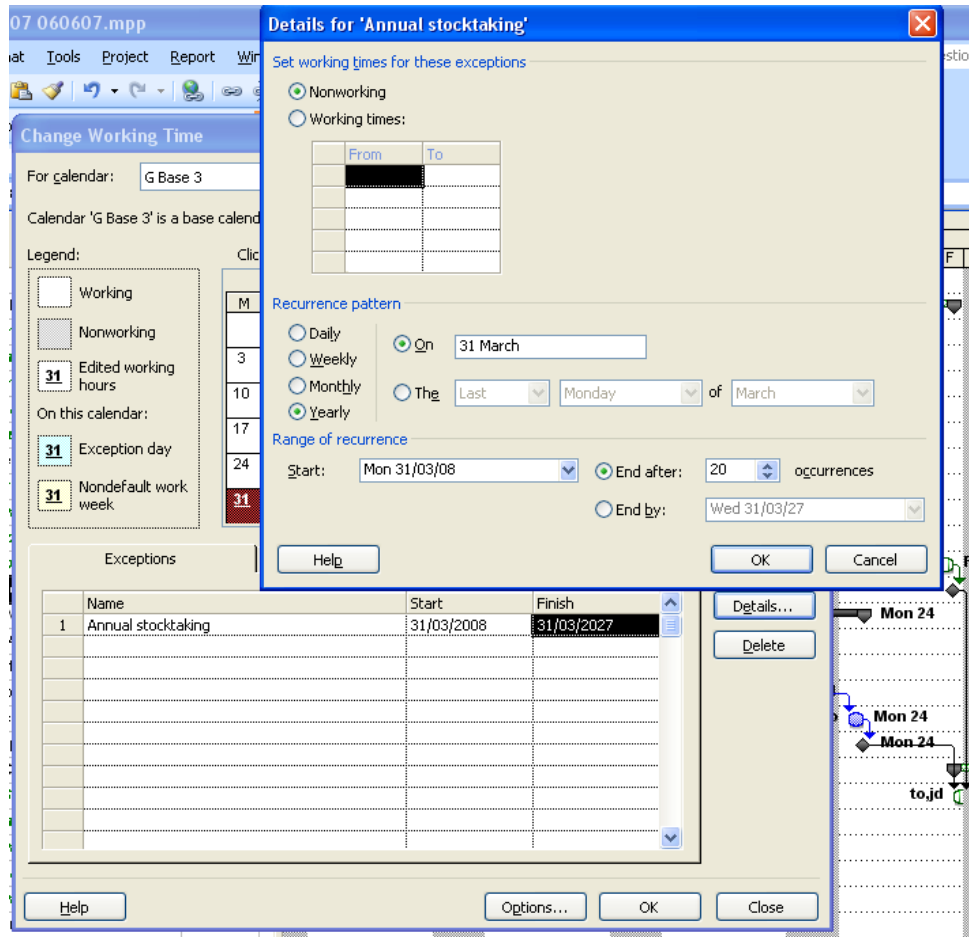 07 060607.mpp
Details for 'Annual stocktaking'
Tools Project Report
Set working times for these exceptions
Nonworking
Working times:
From To
Change Working Time
For calendar: G Base 3
Calendar 'G Base 3' is a base
Legend:
Working
Nonworking
31 Edited working
hours
On this calendar:
31 Exception day
31 Nondefault work
week
M
3
10
17
24
31
F
Recurrence pattern
Daily
Weekly
Monthly
Yearly
On 31 March
The Last Monday of March
Range of recurrence
Start: Mon 31/03/08 End after: 20 occurrences
End by: Wed 31/03/27
Help OK Cancel
Exceptions
Name Start Finish
1 Annual stocktaking 31/03/2008 31/03/2027
Details...
Delete
Mon 24
Mon 24
Mon 24
to,jd
Help Options... OK Close